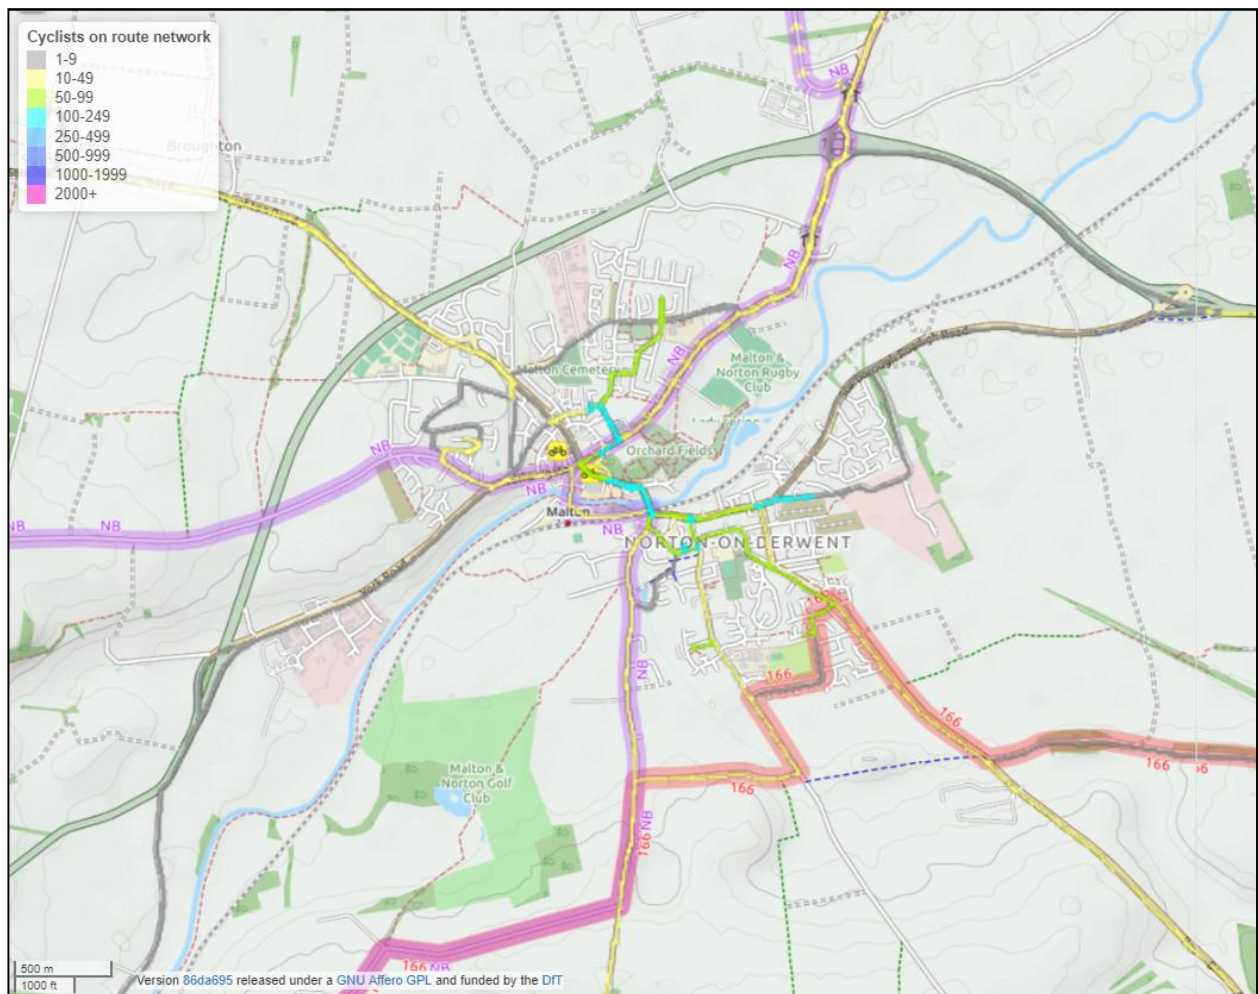 Cyclists on route network
1-9
10-49
50-99
100-249
250-499
500-999
1000-1999
2000+
NB
Broughton
NB
NB
Malton &
Norton Rugby
Club
Malton Cemetery
Orchard Fields
NB
NB
NB
Malton
NB
NORTON-ON-DERWENT
York Road
NB
166
166
166
166
166
NB
Malton &
Norton Golf
Club
166
NB
500 m
1000 ft
Version 86da695 released under a GNU Affero GPL and funded by the DfT